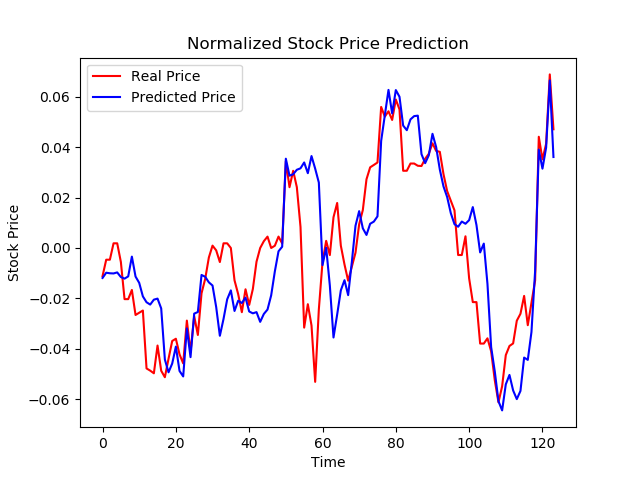 Normalized Stock Price Prediction
Real Price
Predicted Price
Stock Price
0.06
0.04
0.02
0.00
−0.02
−0.04
−0.06
0 20 40 60 80 100 120
Time